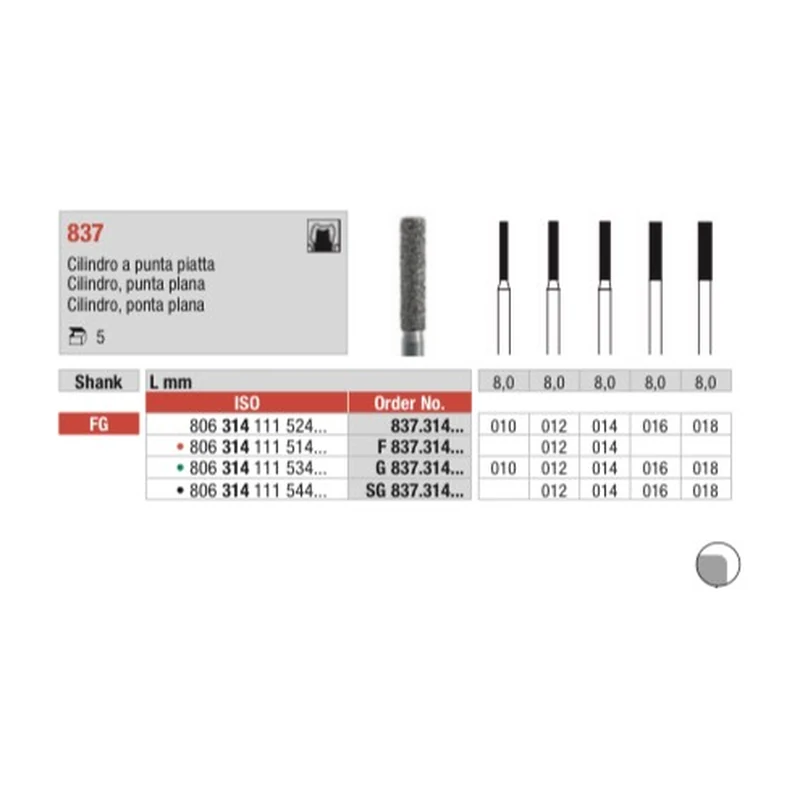 837
Cilindro a punta piatta
Cilindro, punta plana
Cilindro, ponta plana
5
Shank L mm 8,0 8,0 8,0 8,0 8,0
ISO Order No.
FG 806 314 111 524... 837.314... 010 012 014 016 018
• 806 314 111 514... F 837.314... 012 014
• 806 314 111 534... G 837.314... 010 012 014 016 018
• 806 314 111 544... SG 837.314... 012 014 016 018